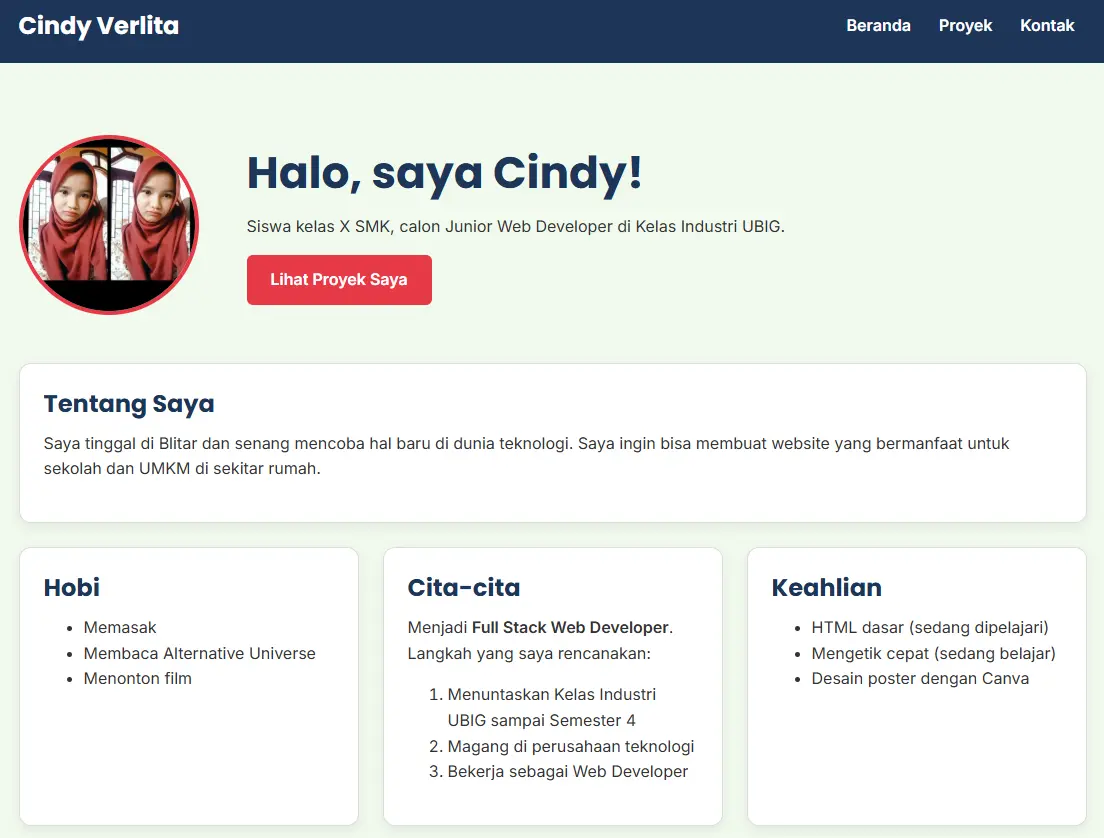 Cindy Verlita
Beranda Proyek Kontak
Halo, saya Cindy!
Siswa kelas X SMK, calon Junior Web Developer di Kelas Industri UBIG.
Lihat Proyek Saya
Tentang Saya
Saya tinggal di Blitar dan senang mencoba hal baru di dunia teknologi. Saya ingin bisa membuat website yang bermanfaat untuk
sekolah dan UMKM di sekitar rumah.
Hobi
• Memasak
• Membaca Alternative Universe
• Menonton film
Cita-cita
Menjadi Full Stack Web Developer.
Langkah yang saya rencanakan:
1. Menuntaskan Kelas Industri
UBIG sampai Semester 4
2. Magang di perusahaan teknologi
3. Bekerja sebagai Web Developer
Keahlian
• HTML dasar (sedang dipelajari)
• Mengetik cepat (sedang belajar)
• Desain poster dengan Canva